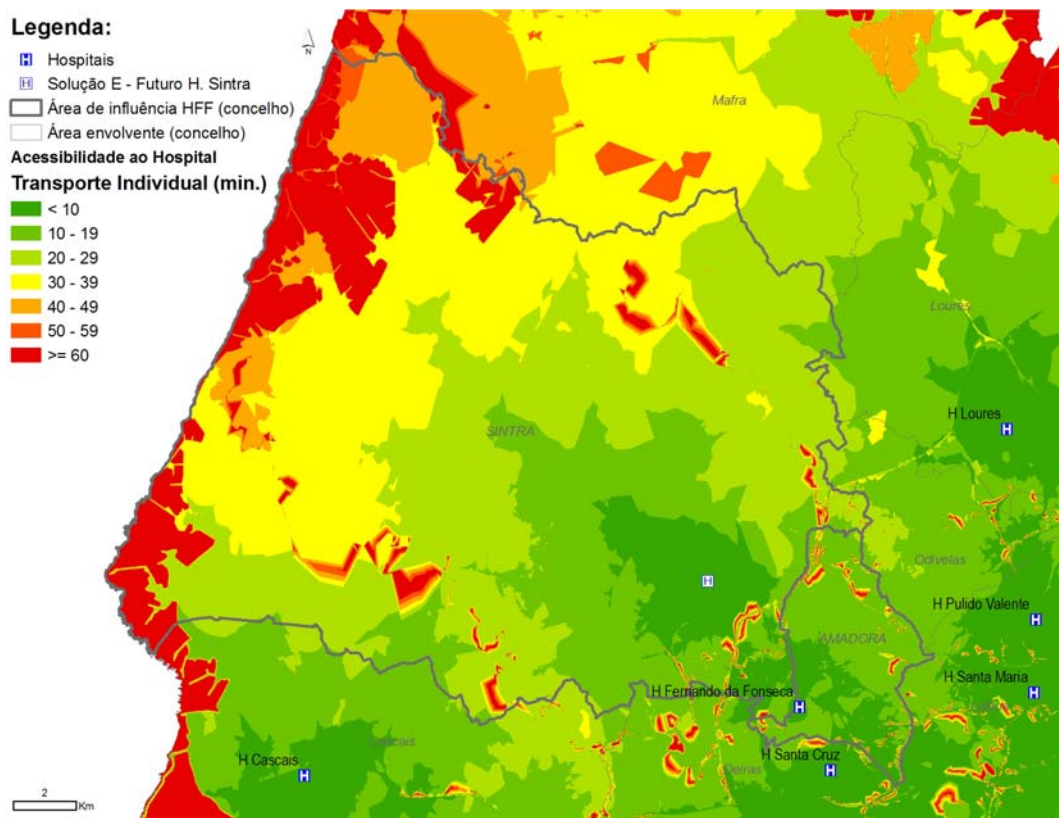 Legenda:
Hospitais
Solução E - Futuro H. Sintra
Área de influência HFF (concelho)
Área envolvente (concelho)
Acessibilidade ao Hospital
Transporte Individual (min.)
< 10
10 - 19
20 - 29
30 - 39
40 - 49
50 - 59
>= 60
N
Mafra
Loures
H Loures
SINTRA
Odivelas
H
H Pulido Valente
AMADORA
H Santa Maria
H Fernando da Fonseca
H Santa Cruz
Oeiras
Cascais
H Cascais
2
Km